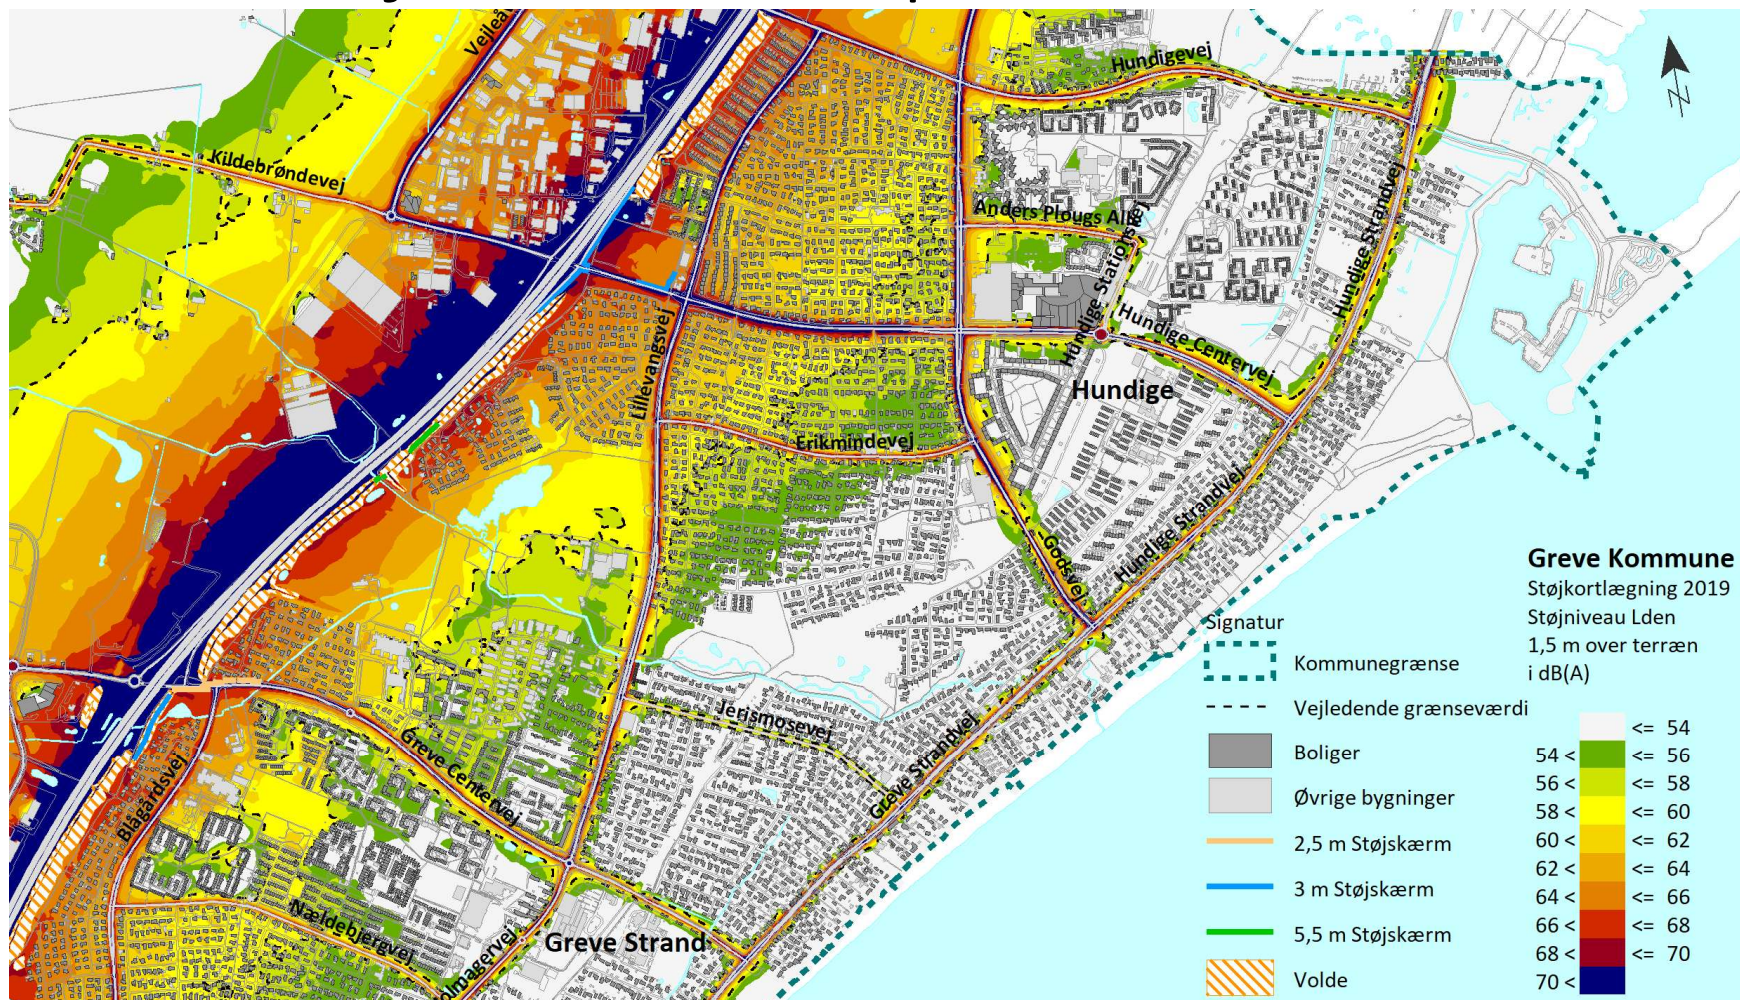 Hundigevej
Kildebrøndevej
Anders Plougs Allé
Hundige Strandvej
Hundige Stationsvej
Hundige Centervej
Lillevangsvej
Hundige
Erikmindevej
Hundige Strandvej
Godsvej
Jerismosevej
Greve Strandvej
Greve Centervej
Blågårdsvej
Nældebjergvej
Greve Strand
Greve Kommune
Støjkortlægning 2019
Støjniveau Lden
1,5 m over terræn
i dB(A)
Signatur
Kommunegrænse
Vejledende grænseværdi
Boliger
Øvrige bygninger
2,5 m Støjskærm
3 m Støjskærm
5,5 m Støjskærm
Volde
<= 54
54 < <= 56
56 < <= 58
58 < <= 60
60 < <= 62
62 < <= 64
64 < <= 66
66 < <= 68
68 < <= 70
70 <